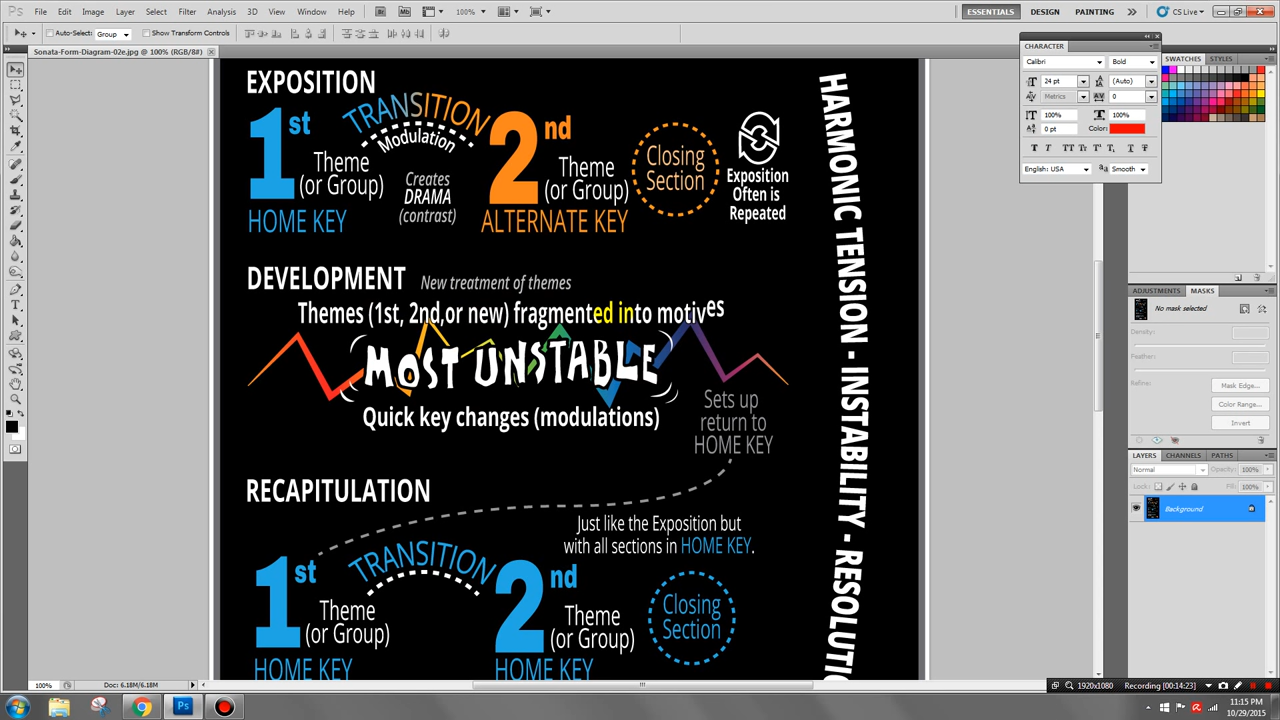 Ps File Edit Image Layer Select Filter Analysis 3D View Window Help Br Mb 100% ESSENTIALS DESIGN PAINTING CS Live
Auto-Select: Group Show Transform Controls
Sonata-Form-Diagram-02e.jpg @ 100% (RGB/8#)
EXPOSITION
1st
Theme
(or Group)
HOME KEY
TRANSITION
Modulation
Creates
DRAMA
(contrast)
2nd
Theme
(or Group)
ALTERNATE KEY
Closing
Section
Exposition
Often is
Repeated
DEVELOPMENT New treatment of themes
Themes (1st, 2nd,or new) fragmented into motives
MOST UNSTABLE
Quick key changes (modulations)
Sets up
return to
HOME KEY
RECAPITULATION
Just like the Exposition but
with all sections in HOME KEY.
1st
Theme
(or Group)
HOME KEY
TRANSITION
2nd
Theme
(or Group)
HOME KEY
Closing
Section
HARMONIC TENSION - INSTABILITY - RESOLUTI
CHARACTER
Calibri Bold
24 pt (Auto)
Metrics 0
100% 100%
0 pt Color:
English: USA Smooth
SWATCHES STYLES
ADJUSTMENTS MASKS
No mask selected
Density:
Feather:
Refine: Mask Edge...
Color Range...
Invert
LAYERS CHANNELS PATHS
Normal Opacity: 100%
Lock: Fill: 100%
Background
100% Doc: 6.18M/6.18M
1920x1080 Recording [00:14:23]
Ps
11:15 PM
10/29/2015